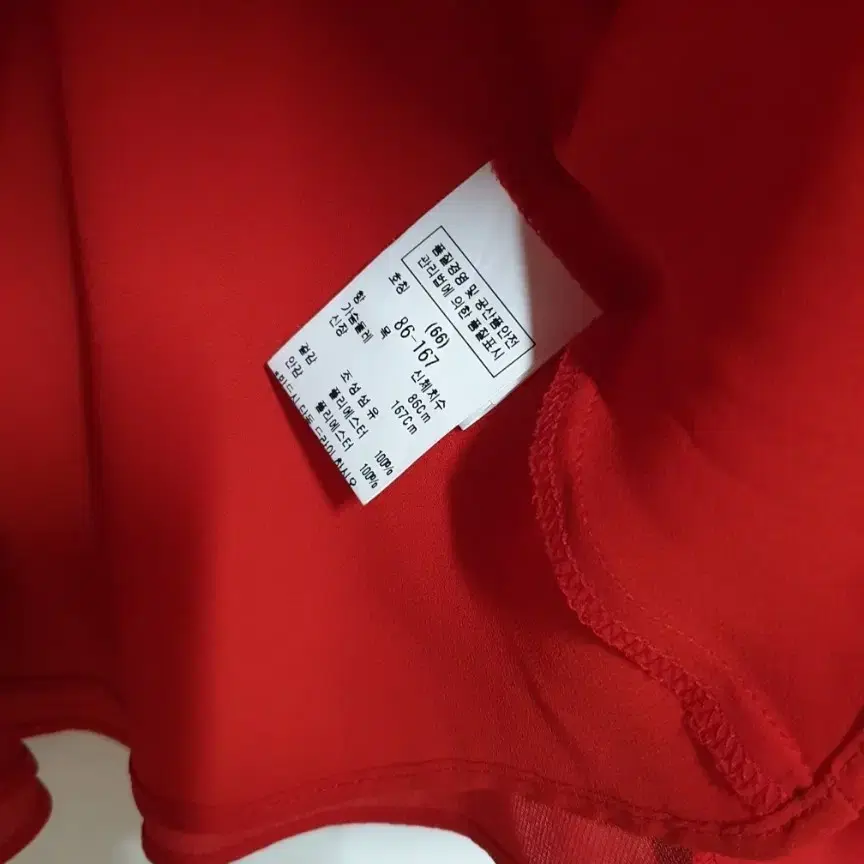 품질경영 및 공산품안전
관리법에 의한 품질표시
호칭 (66)
86-167
항 목 신체치수
가슴둘레 86Cm
신장 167Cm
조성섬유
겉감 폴리에스터 100%
안감 폴리에스터 100%